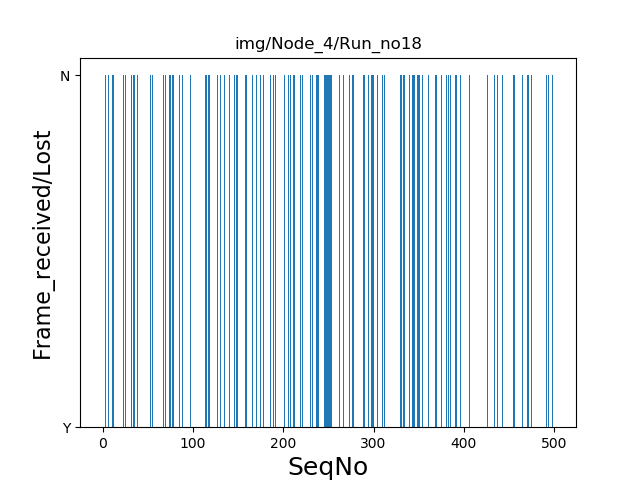 img/Node_4/Run_no18
N
Frame_received/Lost
Y
0 100 200 300 400 500
SeqNo